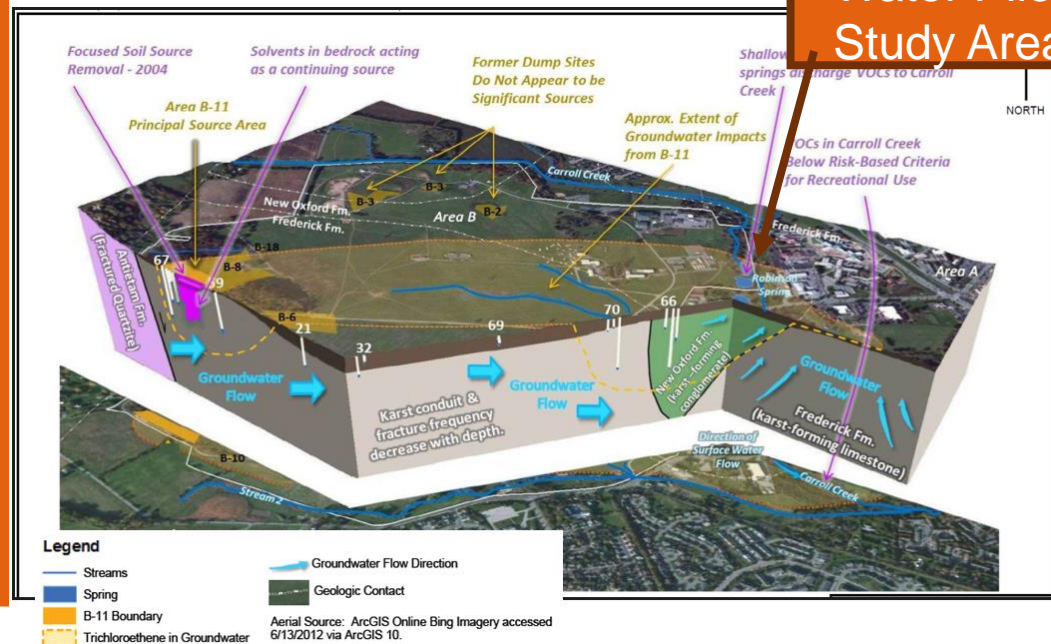 Study Area
NORTH
Focused Soil Source
Removal - 2004
Solvents in bedrock acting
as a continuing source
Former Dump Sites
Do Not Appear to be
Significant Sources
Shallow
springs discharge VOCs to Carroll
Creek
Area B-11
Principal Source Area
Approx. Extent of
Groundwater Impacts
from B-11
OCs in Carroll Creek
Below Risk-Based Criteria
for Recreational Use
Carroll Creek
B-3
B-3
B-2
Area B
New Oxford Fm.
Frederick Fm.
Frederick Fm.
Area A
Robinson
Spring
B-18
B-8
B-6
67
69
21
32
69
70
66
Antietam Fm.
(Fractured Quartzite)
Groundwater
Flow
Karst conduit &
fracture frequency
decrease with depth.
Groundwater
Flow
New Oxford Fm.
(karst-forming
conglomerate)
Groundwater
Flow
Frederick Fm.
(karst-forming limestone)
Direction of
Surface Water
Flow
Carroll Creek
B-10
Stream 2
Legend
Streams
Spring
B-11 Boundary
Trichloroethene in Groundwater
Groundwater Flow Direction
Geologic Contact
Aerial Source: ArcGIS Online Bing Imagery accessed
6/13/2012 via ArcGIS 10.